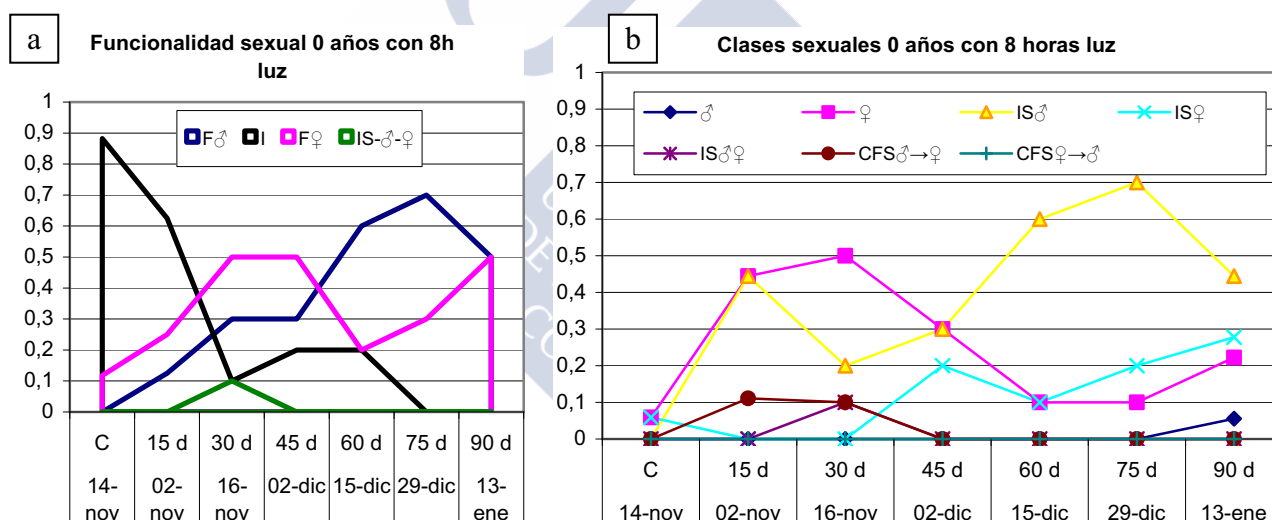 a
Funcionalidad sexual 0 años con 8h
luz
F♂ I F♀ IS-♂-♀
1
0,9
0,8
0,7
0,6
0,5
0,4
0,3
0,2
0,1
0
C 15 d 30 d 45 d 60 d 75 d 90 d
14- 02- 16- 02-dic 15-dic 29-dic 13-
nov nov nov ene
b
Clases sexuales 0 años con 8 horas luz
♂ ♀ IS♂ IS♀
IS♂♀ CFS♂→♀ CFS♀→♂
1
0,9
0,8
0,7
0,6
0,5
0,4
0,3
0,2
0,1
0
C 15 d 30 d 45 d 60 d 75 d 90 d
14-nov 02-nov 16-nov 02-dic 15-dic 29-dic 13-ene